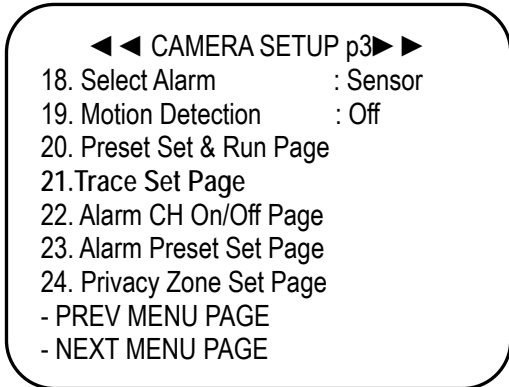 ◄ ◄ CAMERA SETUP p3► ►
18. Select Alarm : Sensor
19. Motion Detection : Off
20. Preset Set & Run Page
21.Trace Set Page
22. Alarm CH On/Off Page
23. Alarm Preset Set Page
24. Privacy Zone Set Page
- PREV MENU PAGE
- NEXT MENU PAGE